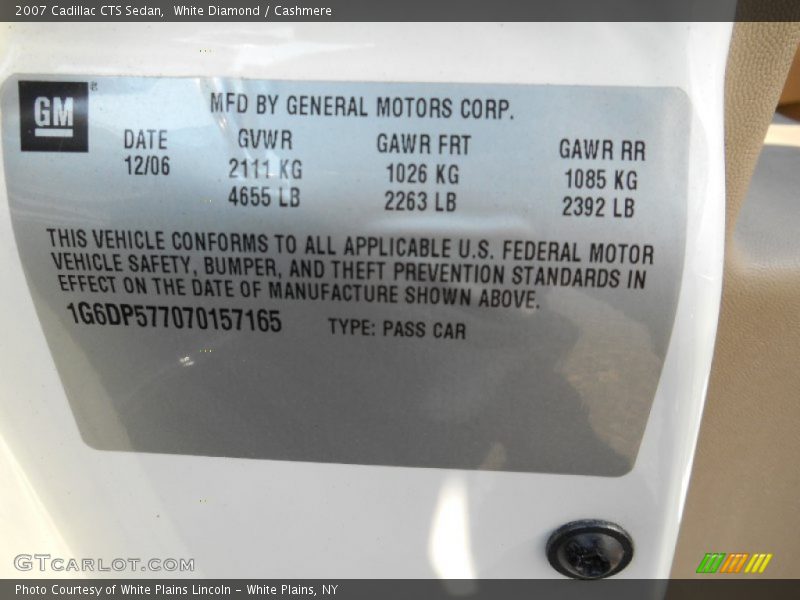 2007 Cadillac CTS Sedan, White Diamond / Cashmere
GM ®
MFD BY GENERAL MOTORS CORP.
DATE GVWR GAWR FRT GAWR RR
12/06 2111 KG 1026 KG 1085 KG
4655 LB 2263 LB 2392 LB
THIS VEHICLE CONFORMS TO ALL APPLICABLE U.S. FEDERAL MOTOR
VEHICLE SAFETY, BUMPER, AND THEFT PREVENTION STANDARDS IN
EFFECT ON THE DATE OF MANUFACTURE SHOWN ABOVE.
1G6DP577070157165 TYPE: PASS CAR
GTCARLOT.COM
Photo Courtesy of White Plains Lincoln - White Plains, NY